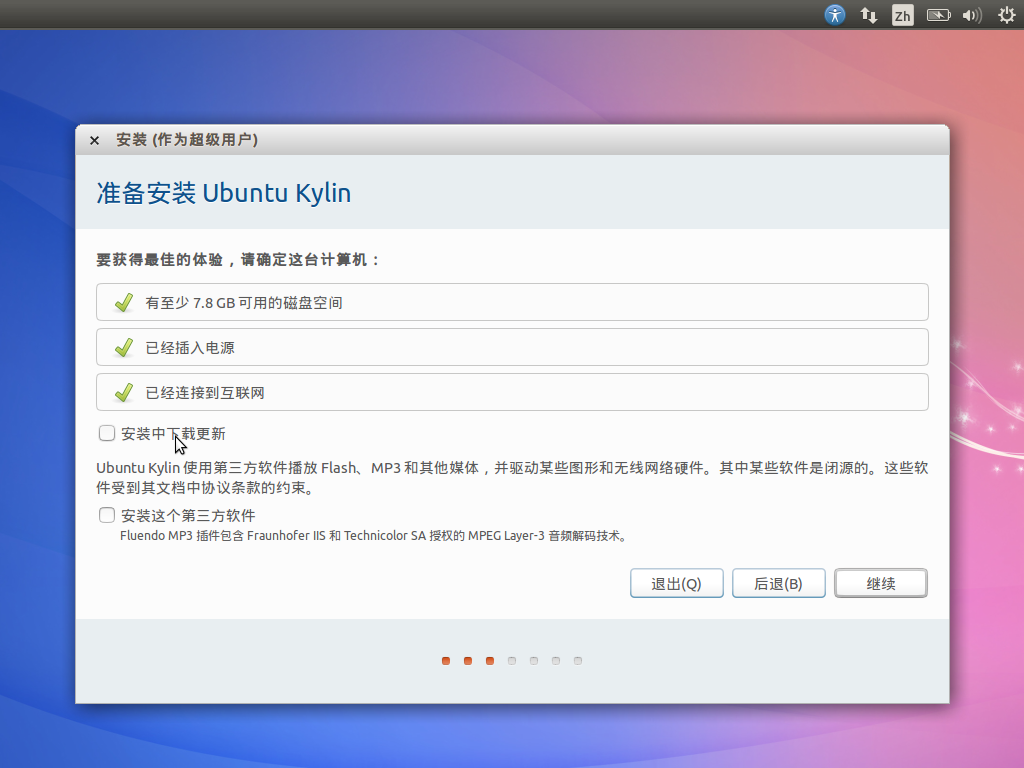 Zh
安装 (作为超级用户)
准备安装 Ubuntu Kylin
要获得最佳的体验，请确定这台计算机：
有至少 7.8 GB 可用的磁盘空间
已经插入电源
已经连接到互联网
安装中下载更新
Ubuntu Kylin 使用第三方软件播放 Flash、MP3 和其他媒体，并驱动某些图形和无线网络硬件。其中某些软件是闭源的。这些软
件受到其文档中协议条款的约束。
安装这个第三方软件
Fluendo MP3 插件包含 Fraunhofer IIS 和 Technicolor SA 授权的 MPEG Layer-3 音频解码技术。
退出(Q) 后退(B) 继续